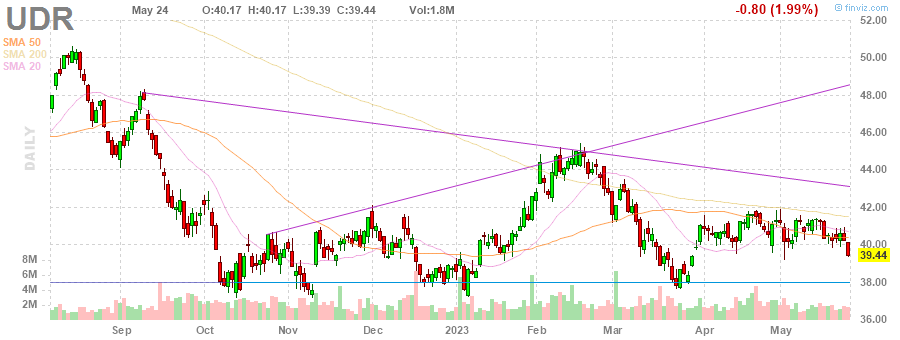 UDR May 24 O:40.17 H:40.17 L:39.39 C:39.44 Vol:1.8M -0.80 (1.99%) finviz.com
SMA 50
SMA 200
SMA 20
DAILY
52.00
50.00
48.00
46.00
44.00
42.00
40.00
39.44
38.00
36.00
8M
6M
4M
2M
Sep Oct Nov Dec 2023 Feb Mar Apr May